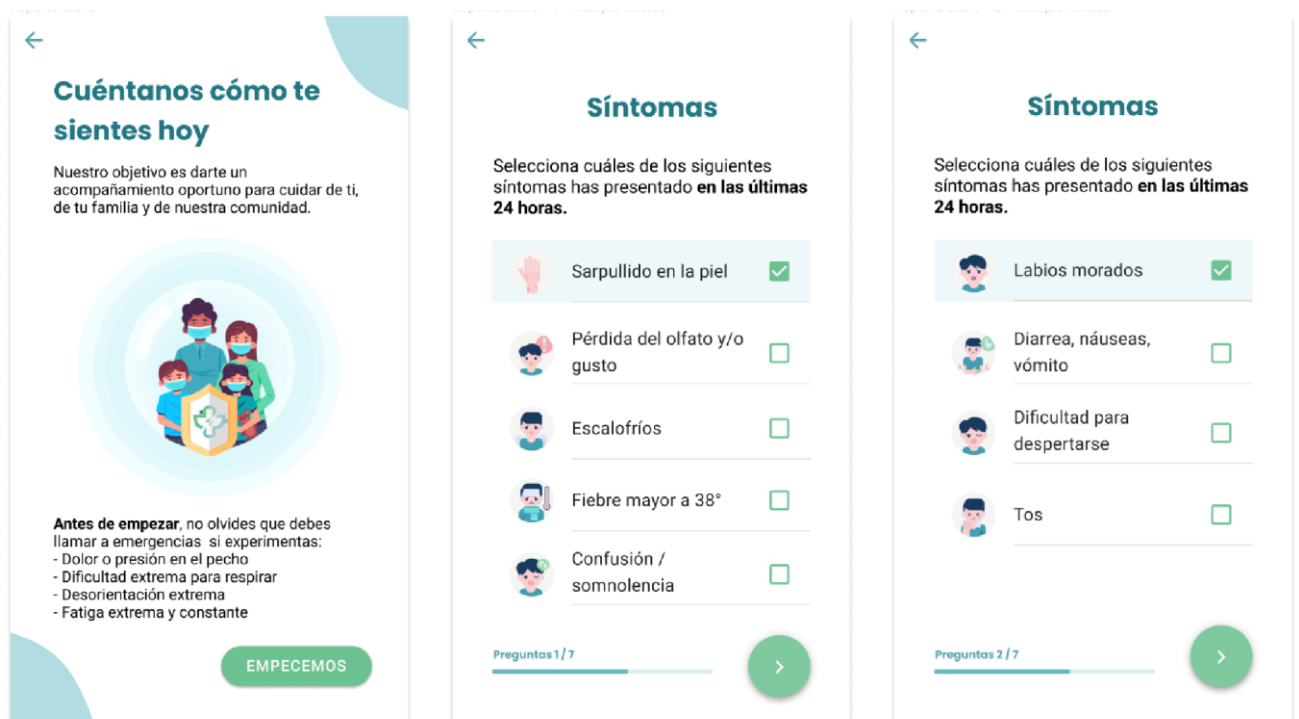 Cuéntanos cómo te
sientes hoy
Nuestro objetivo es darte un
acompañamiento oportuno para cuidar de ti,
de tu familia y de nuestra comunidad.
Antes de empezar, no olvides que debes
llamar a emergencias si experimentas:
- Dolor o presión en el pecho
- Dificultad extrema para respirar
- Desorientación extrema
- Fatiga extrema y constante
EMPECEMOS
Síntomas
Selecciona cuáles de los siguientes
síntomas has presentado en las últimas
24 horas.
Sarpullido en la piel
Pérdida del olfato y/o
gusto
Escalofríos
Fiebre mayor a 38°
Confusión /
somnolencia
Preguntas 1 / 7
Síntomas
Selecciona cuáles de los siguientes
síntomas has presentado en las últimas
24 horas.
Labios morados
Diarrea, náuseas,
vómito
Dificultad para
despertarse
Tos
Preguntas 2 / 7